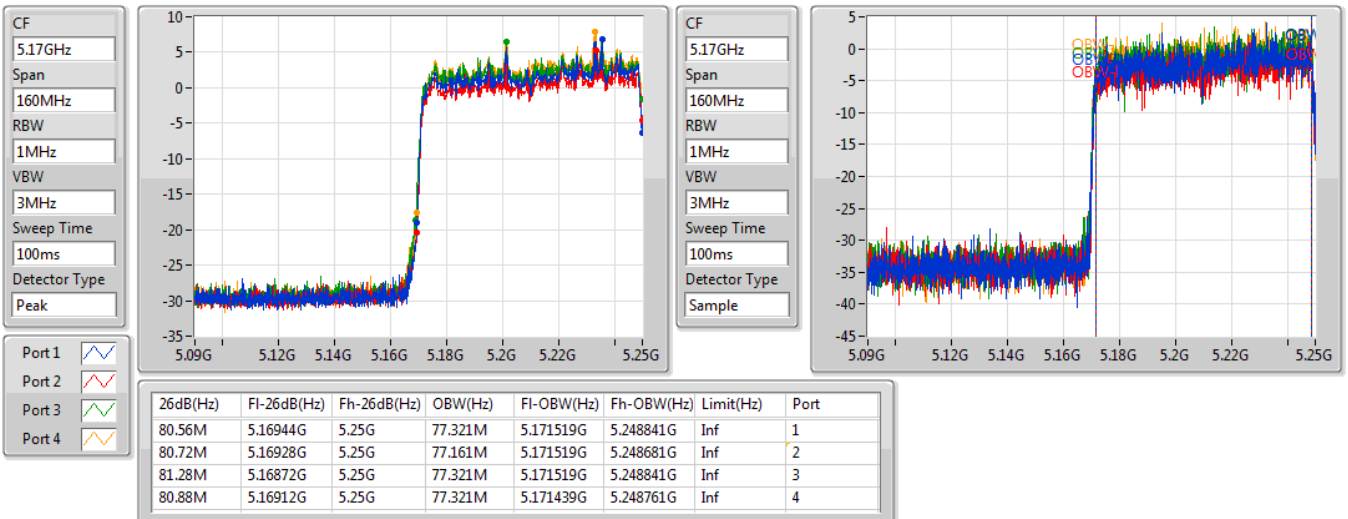 CF
5.17GHz
Span
160MHz
RBW
1MHz
VBW
3MHz
Sweep Time
100ms
Detector Type
Peak
10
5
0
-5
-10
-15
-20
-25
-30
-35
5.09G 5.12G 5.14G 5.16G 5.18G 5.2G 5.22G 5.25G
CF
5.17GHz
Span
160MHz
RBW
1MHz
VBW
3MHz
Sweep Time
100ms
Detector Type
Sample
5
0
-5
-10
-15
-20
-25
-30
-35
-40
-45
5.09G 5.12G 5.14G 5.16G 5.18G 5.2G 5.22G 5.25G
Port 1
Port 2
Port 3
Port 4
26dB(Hz) Fl-26dB(Hz) Fh-26dB(Hz) OBW(Hz) Fl-OBW(Hz) Fh-OBW(Hz) Limit(Hz) Port
80.56M 5.16944G 5.25G 77.321M 5.171519G 5.248841G Inf 1
80.72M 5.16928G 5.25G 77.161M 5.171519G 5.248681G Inf 2
81.28M 5.16872G 5.25G 77.321M 5.171519G 5.248841G Inf 3
80.88M 5.16912G 5.25G 77.321M 5.171439G 5.248761G Inf 4